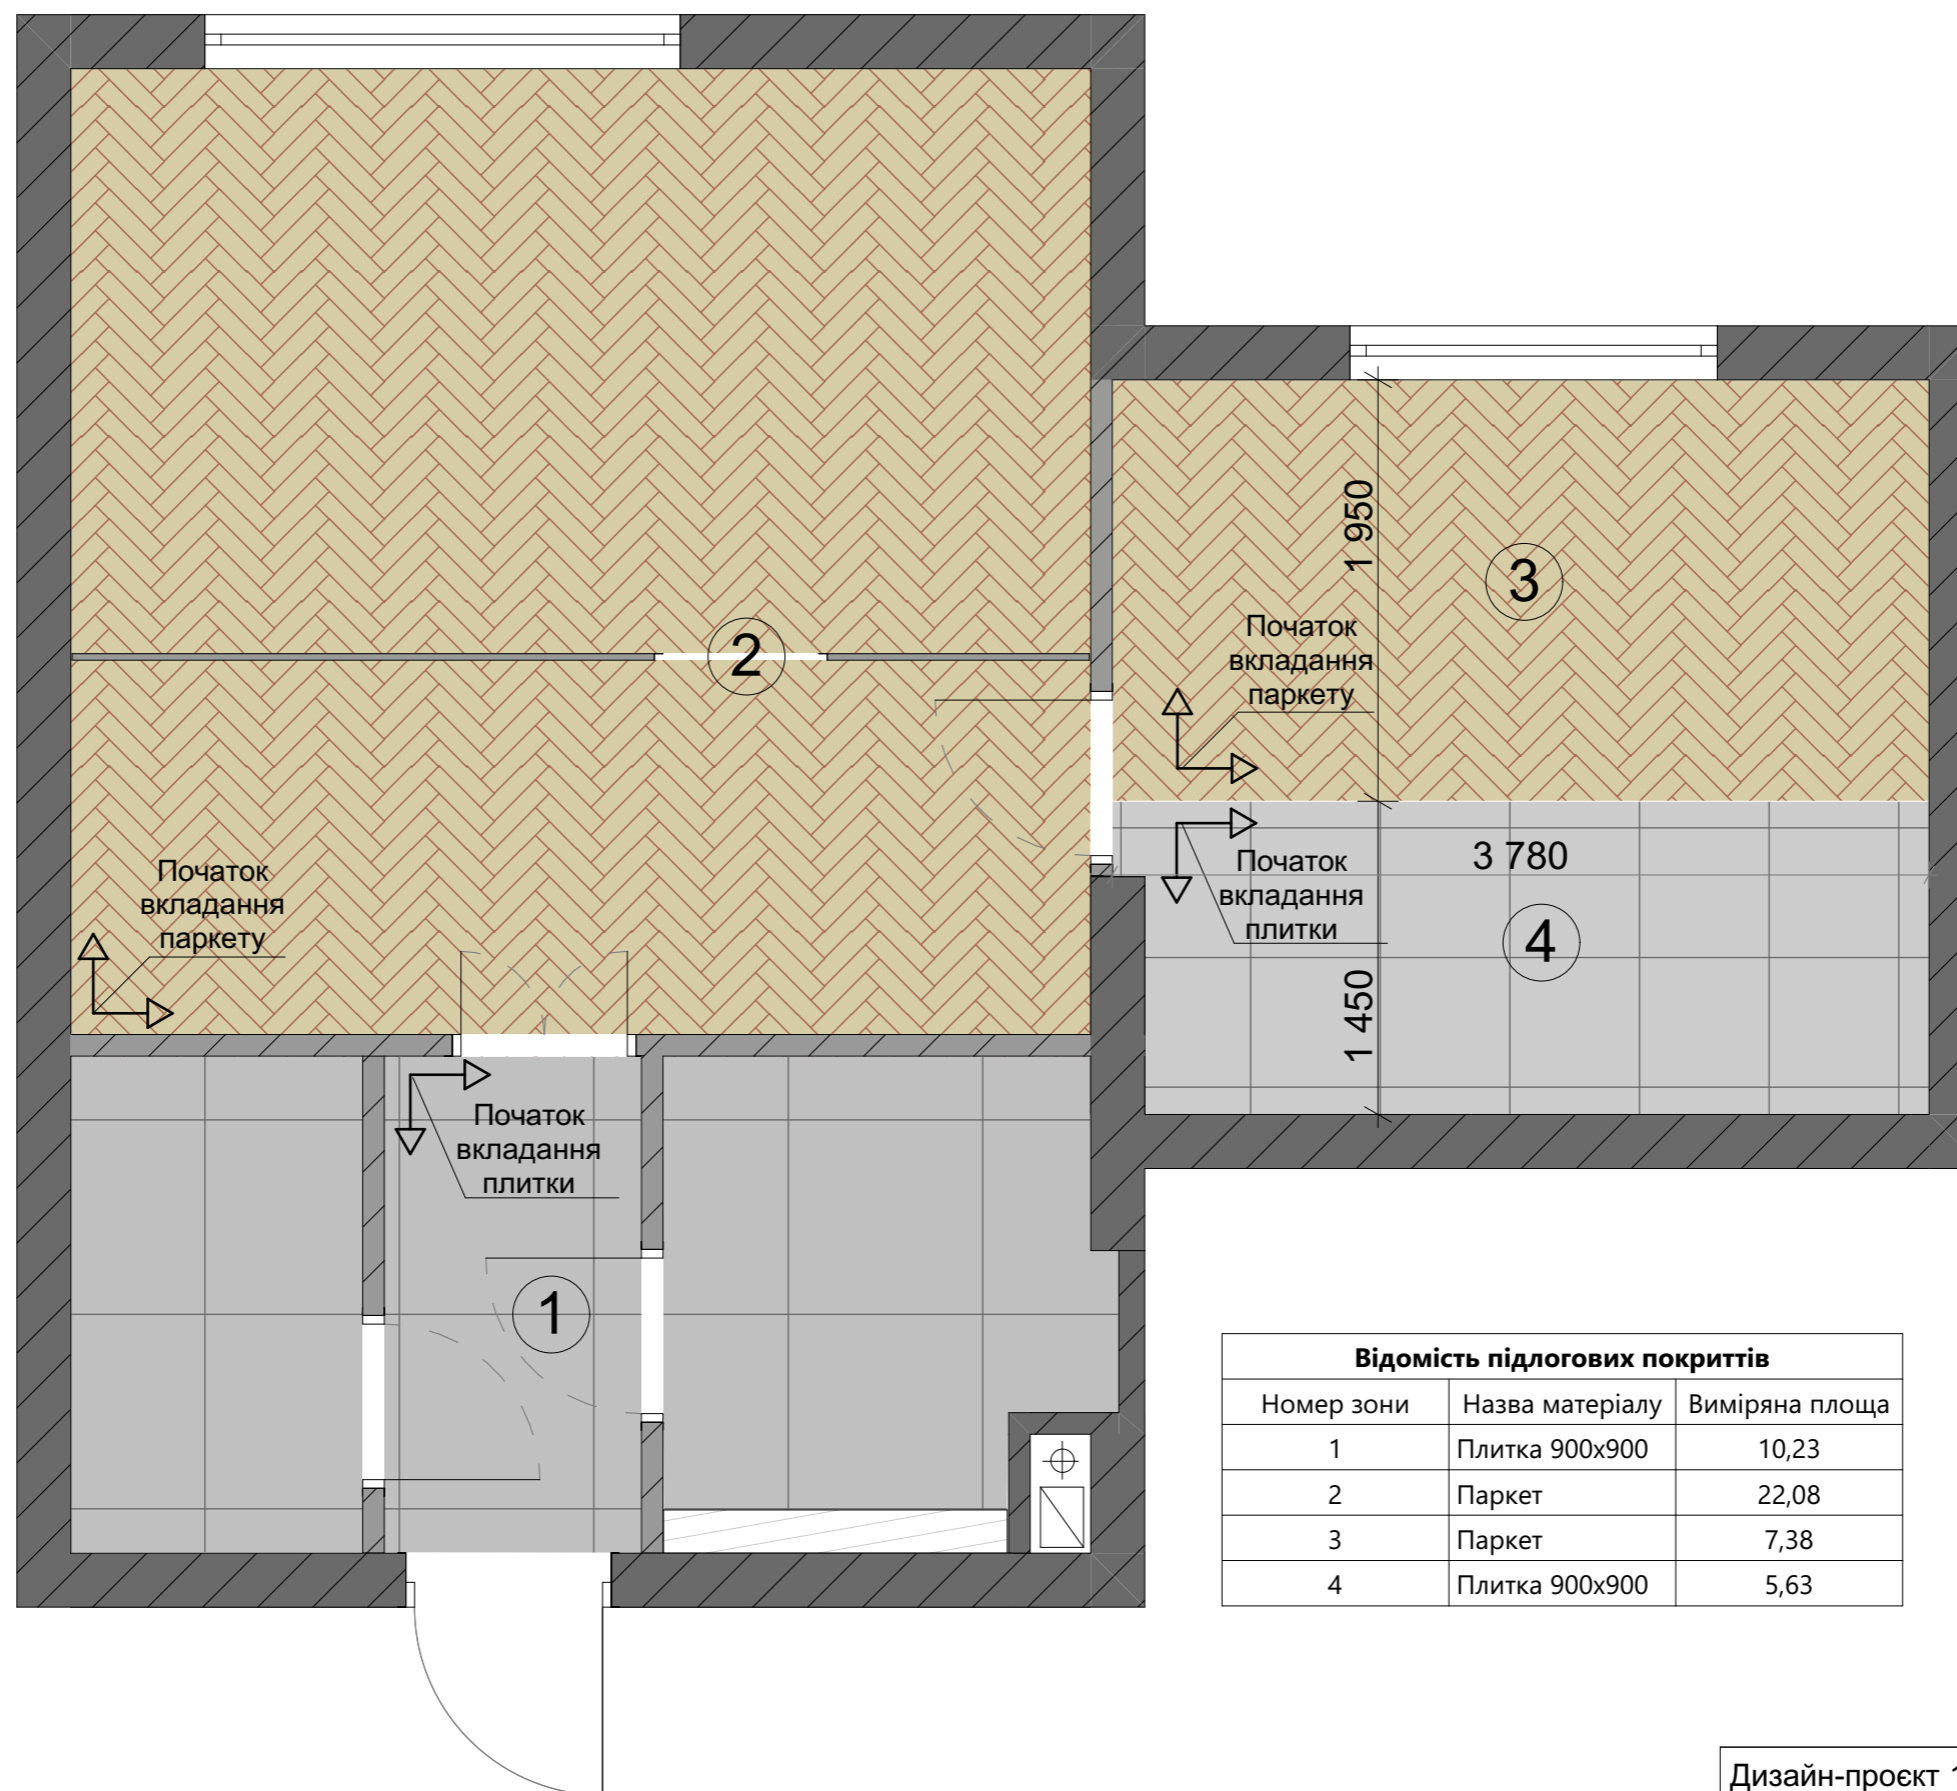 1 950
3
Початок
вкладання
паркету
2
3 780
Початок
вкладання
плитки
4
Початок
вкладання
паркету
1 450
Початок
вкладання
плитки
1
Відомість підлогових покриттів
Номер зони Назва матеріалу Виміряна площа
1 Плитка 900х900 10,23
2 Паркет 22,08
3 Паркет 7,38
4 Плитка 900х900 5,63
Дизайн-проєкт